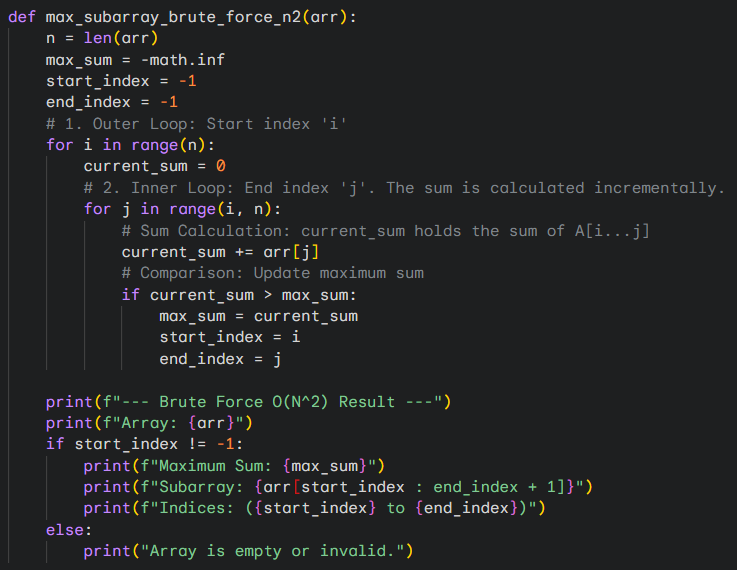 def max_subarray_brute_force_n2(arr):
    n = len(arr)
    max_sum = -math.inf
    start_index = -1
    end_index = -1
    # 1. Outer Loop: Start index 'i'
    for i in range(n):
        current_sum = 0
        # 2. Inner Loop: End index 'j'. The sum is calculated incrementally.
        for j in range(i, n):
            # Sum Calculation: current_sum holds the sum of A[i...j]
            current_sum += arr[j]
            # Comparison: Update maximum sum
            if current_sum > max_sum:
                max_sum = current_sum
                start_index = i
                end_index = j

    print(f"--- Brute Force O(N^2) Result ---")
    print(f"Array: {arr}")
    if start_index != -1:
        print(f"Maximum Sum: {max_sum}")
        print(f"Subarray: {arr[start_index : end_index + 1]}")
        print(f"Indices: ({start_index} to {end_index})")
    else:
        print("Array is empty or invalid.")